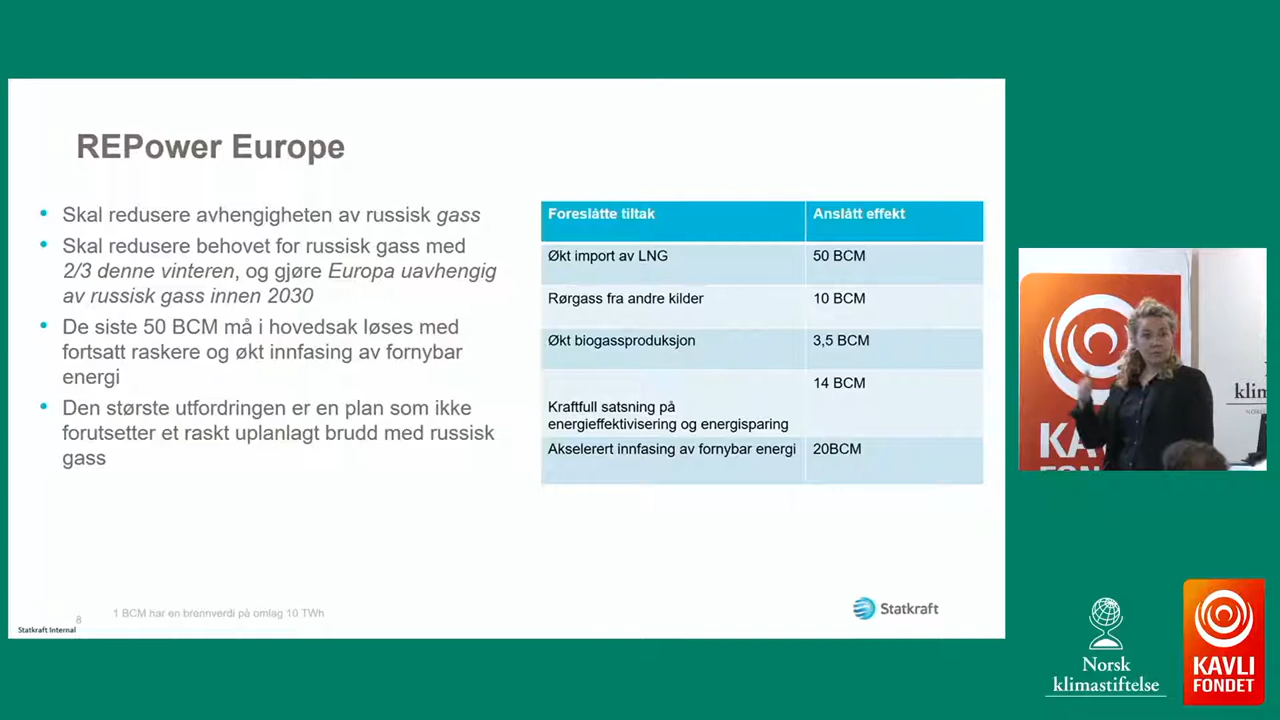 REPower Europe
Skal redusere avhengigheten av russisk gass
Skal redusere behovet for russisk gass med
2/3 denne vinteren, og gjøre Europa uavhengig
av russisk gass innen 2030
De siste 50 BCM må i hovedsak løses med
fortsatt raskere og økt innfasing av fornybar
energi
Den største utfordringen er en plan som ikke
forutsetter et raskt uplanlagt brudd med russisk
gass
Foreslåtte tiltak Anslått effekt
Økt import av LNG 50 BCM
Rørgass fra andre kilder 10 BCM
Økt biogassproduksjon 3,5 BCM
14 BCM
Kraftfull satsning på
energieffektivisering og energisparing
Akselerert innfasing av fornybar energi 20BCM
1 BCM har en brennverdi på omlag 10 TWh
8
Statkraft Internal
Statkraft
klim
KA
Norsk
klimastiftelse
KAVLI
FONDET